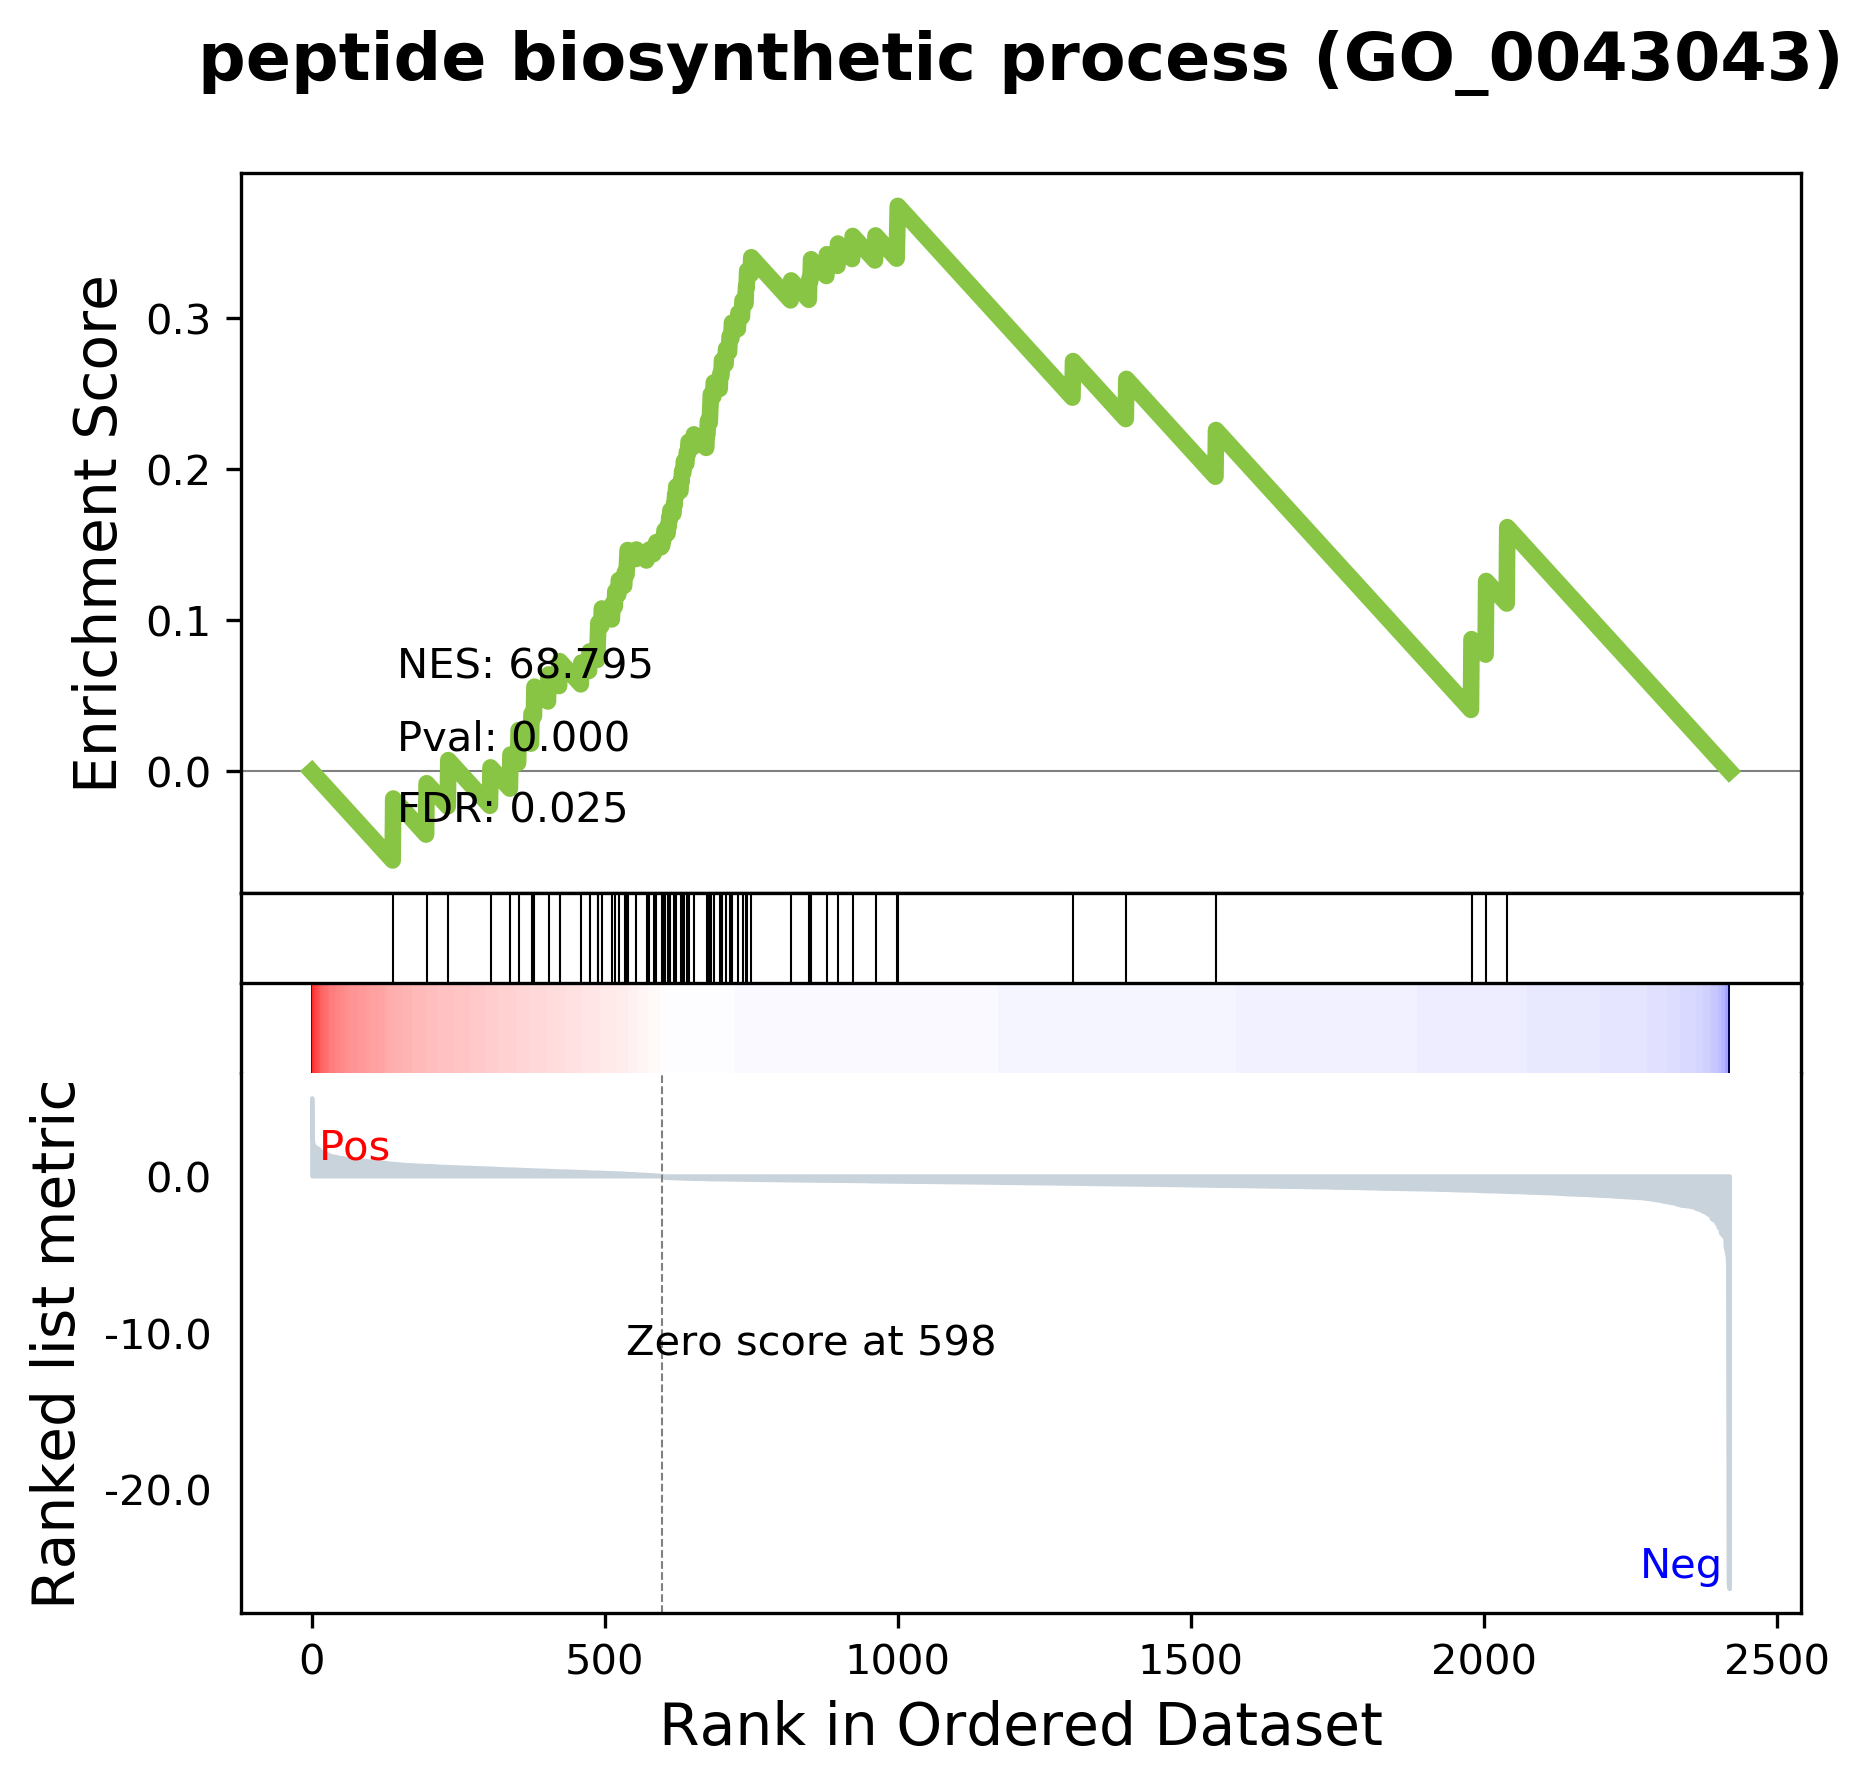 peptide biosynthetic process (GO_0043043)
Enrichment Score
0.3
0.2
0.1
0.0
NES: 68.795
Pval: 0.000
FDR: 0.025
Ranked list metric
0.0
-10.0
-20.0
Pos
Zero score at 598
Neg
0 500 1000 1500 2000 2500
Rank in Ordered Dataset